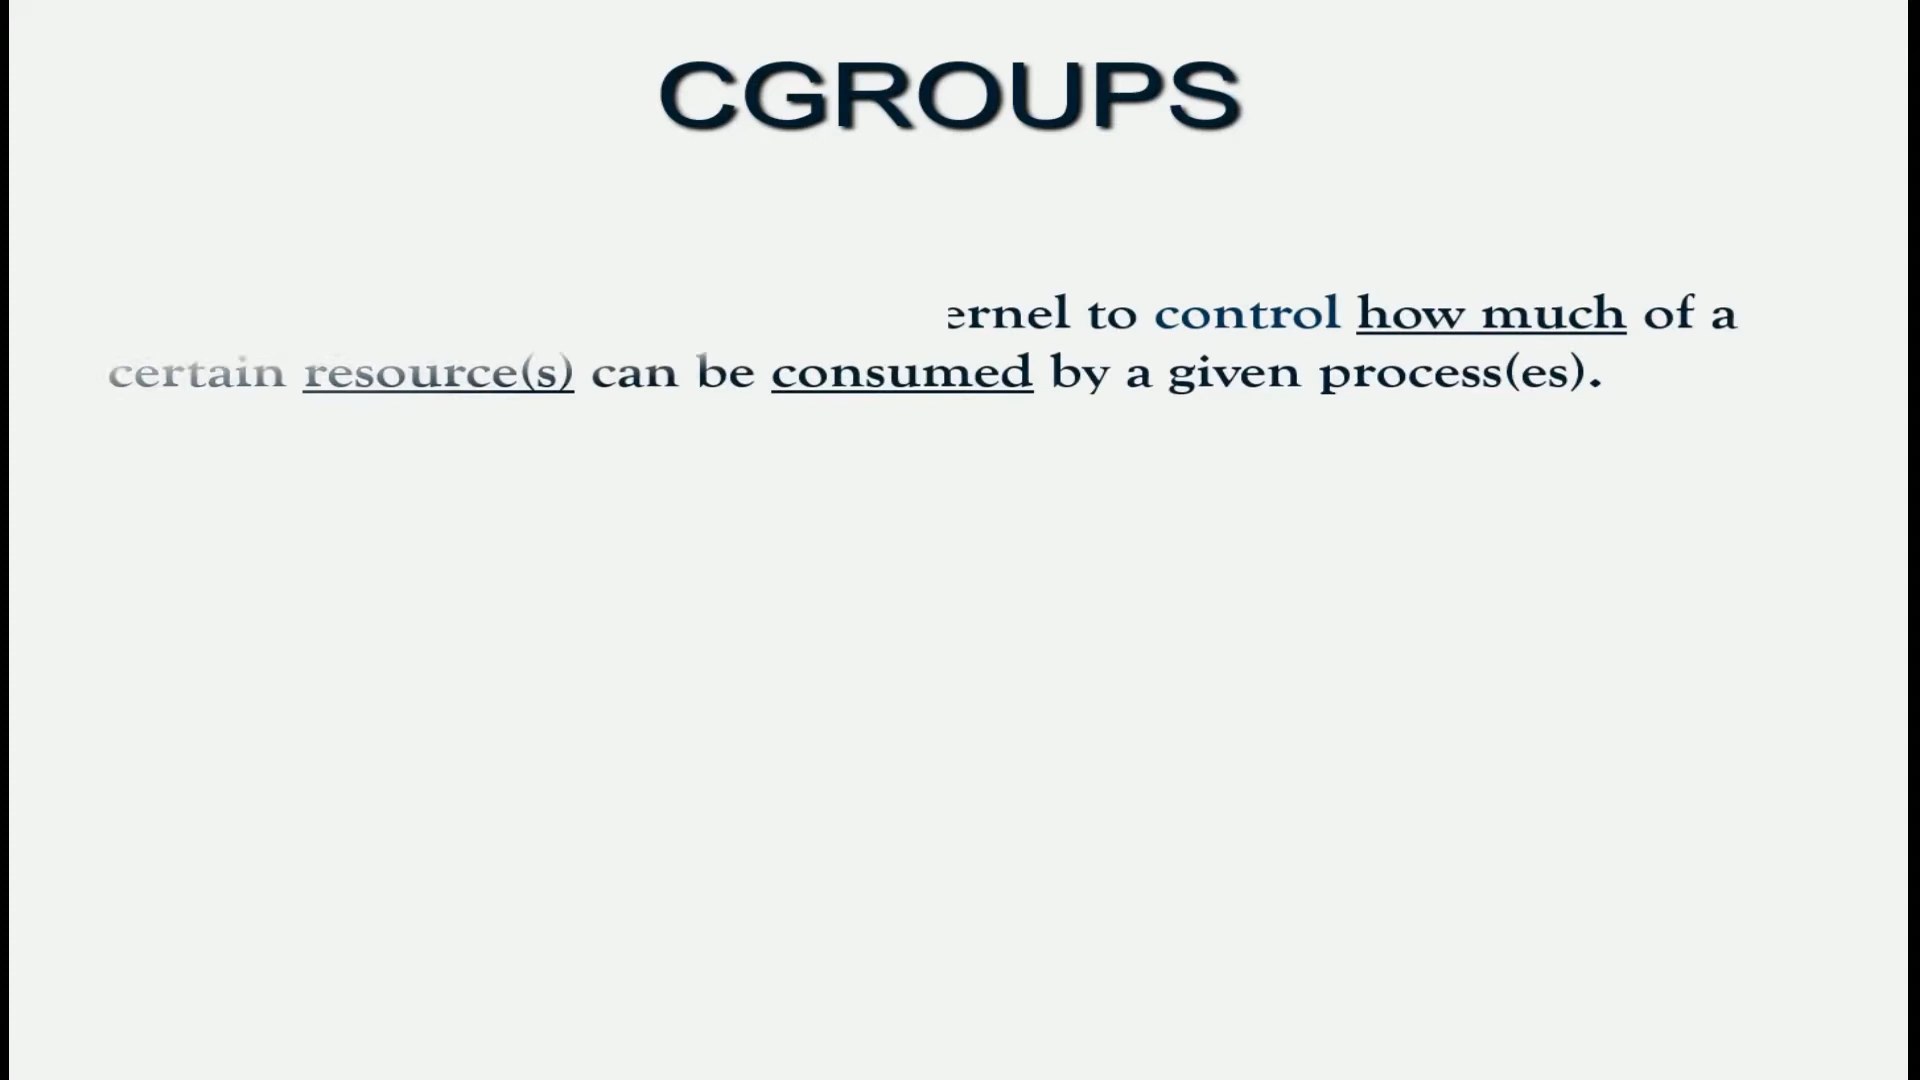 CGROUPS
ernel to control how much of a
certain resource(s) can be consumed by a given process(es).